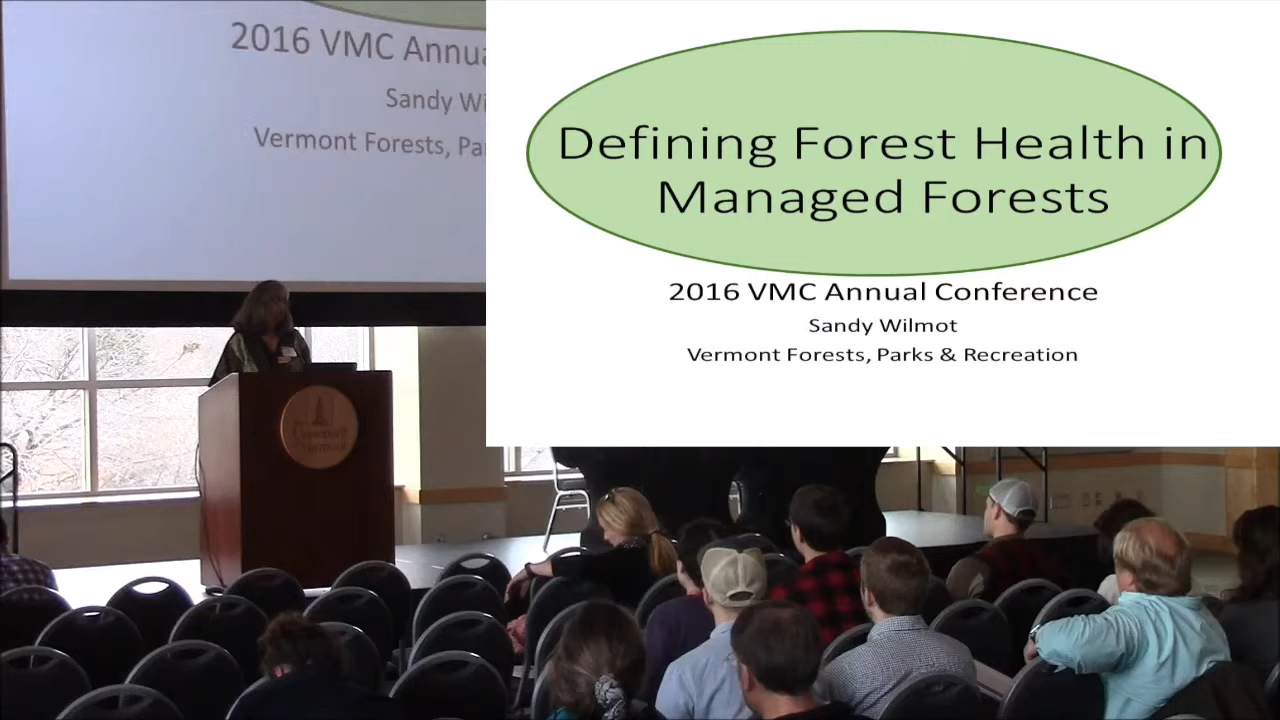 2016 VMC Annua
Sandy Wi
Vermont Forests, Pa
Defining Forest Health in
Managed Forests
2016 VMC Annual Conference
Sandy Wilmot
Vermont Forests, Parks & Recreation